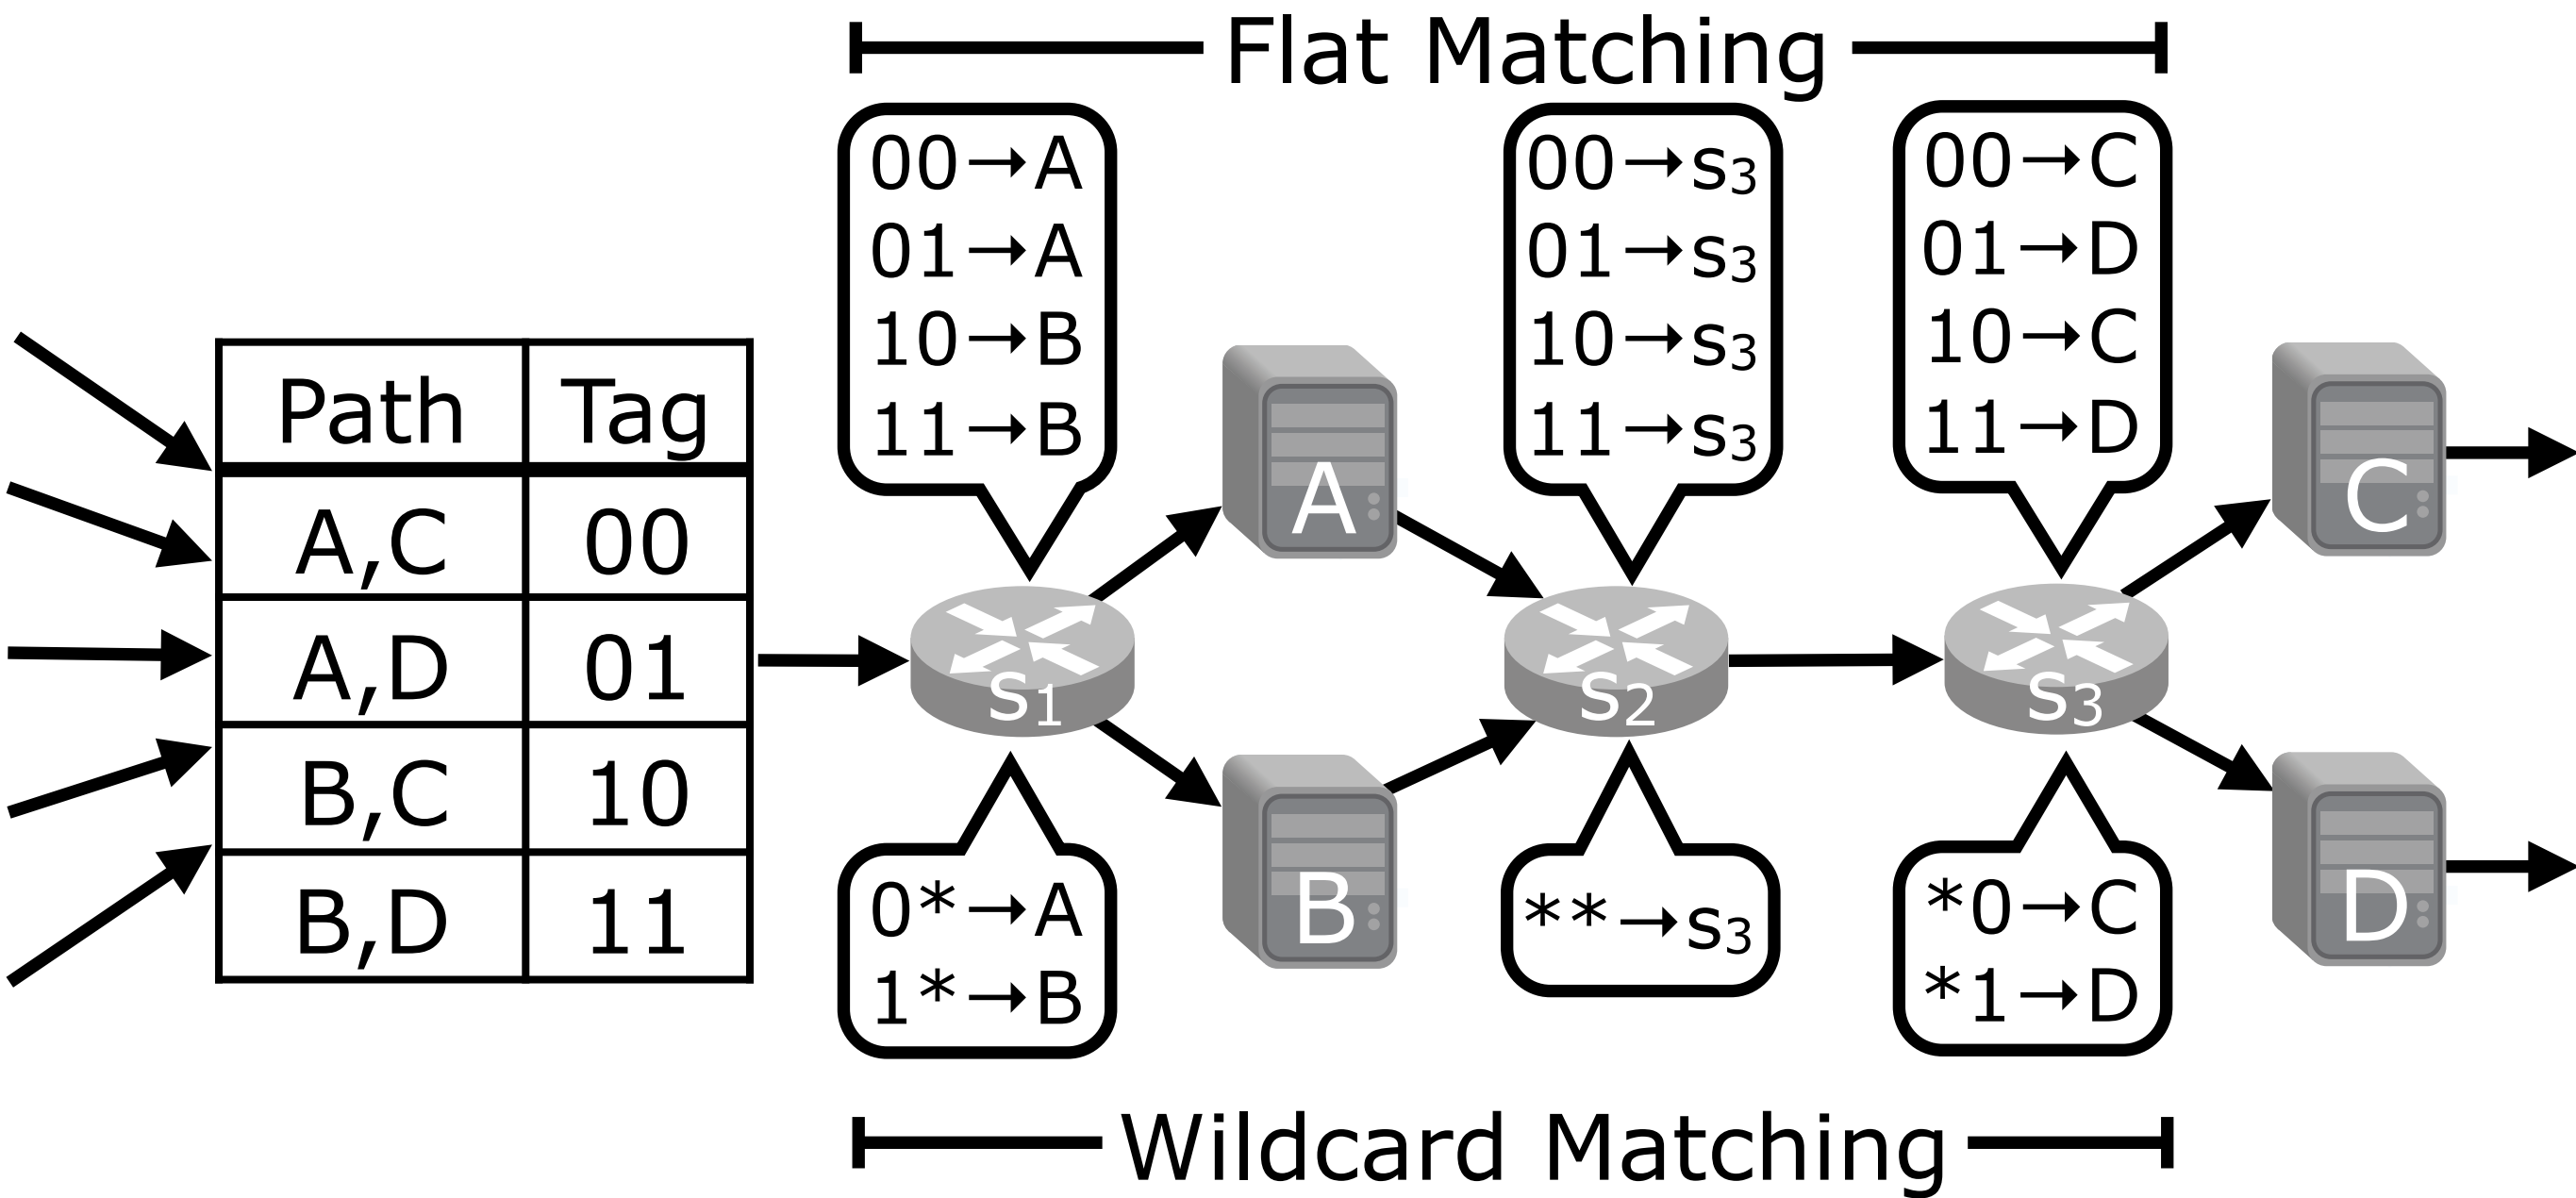 Flat Matching
00→A
01→A
10→B
11→B
00→s₃
01→s₃
10→s₃
11→s₃
00→C
01→D
10→C
11→D
Path Tag
A,C 00
A,D 01
B,C 10
B,D 11
A
B
C
D
s₁
s₂
s₃
0*→A
1*→B
**→s₃
*0→C
*1→D
Wildcard Matching